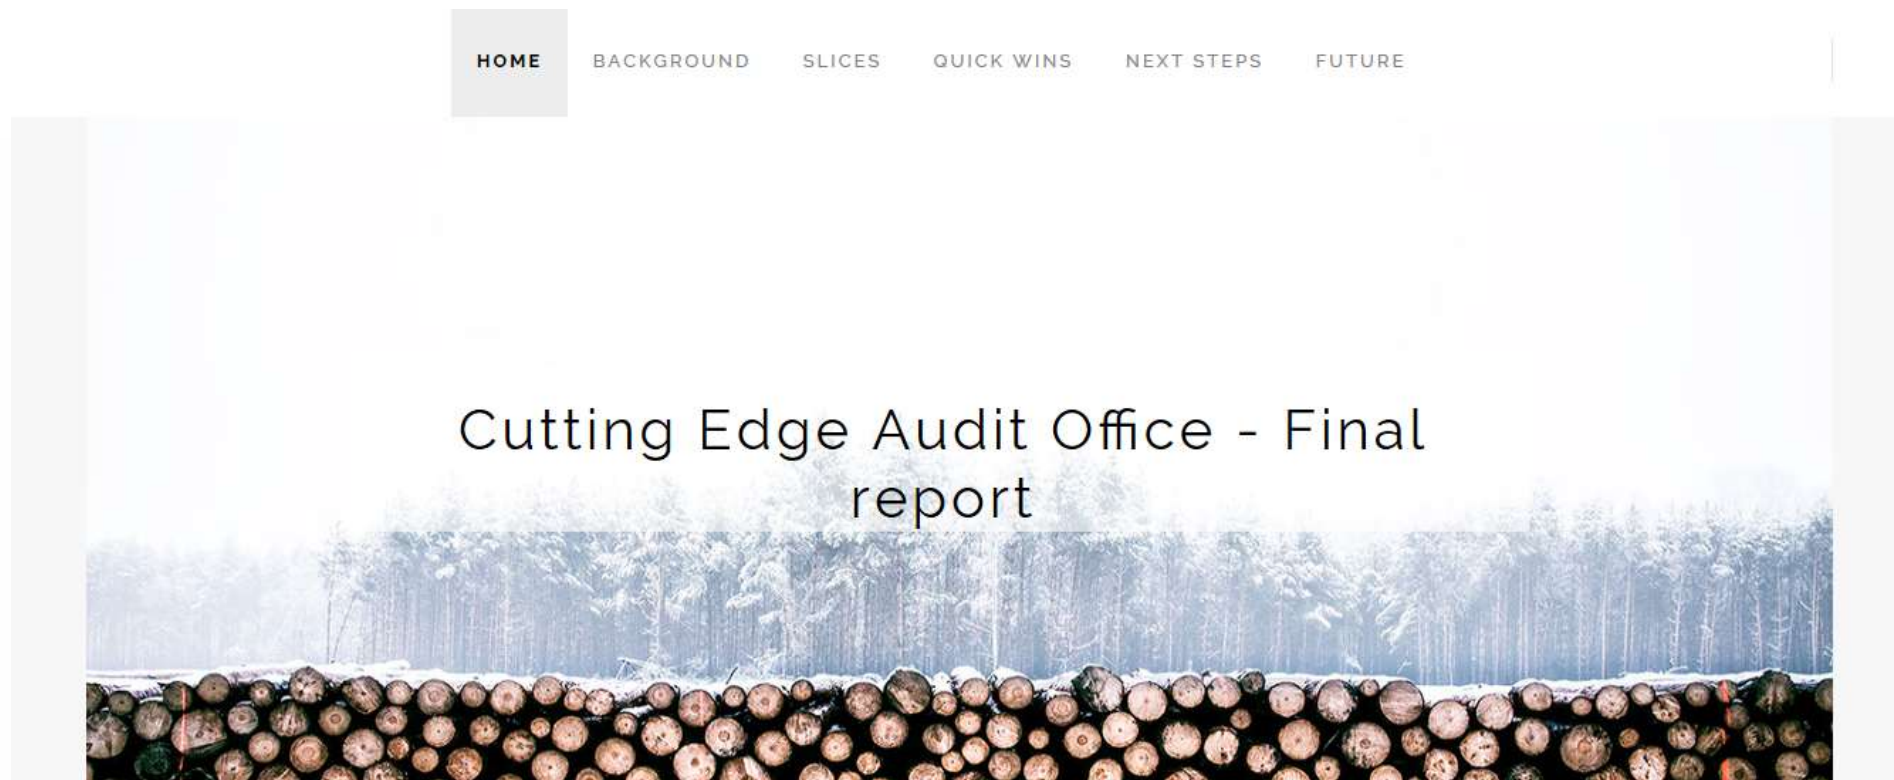 HOME BACKGROUND SLICES QUICK WINS NEXT STEPS FUTURE
Cutting Edge Audit Office - Final
report